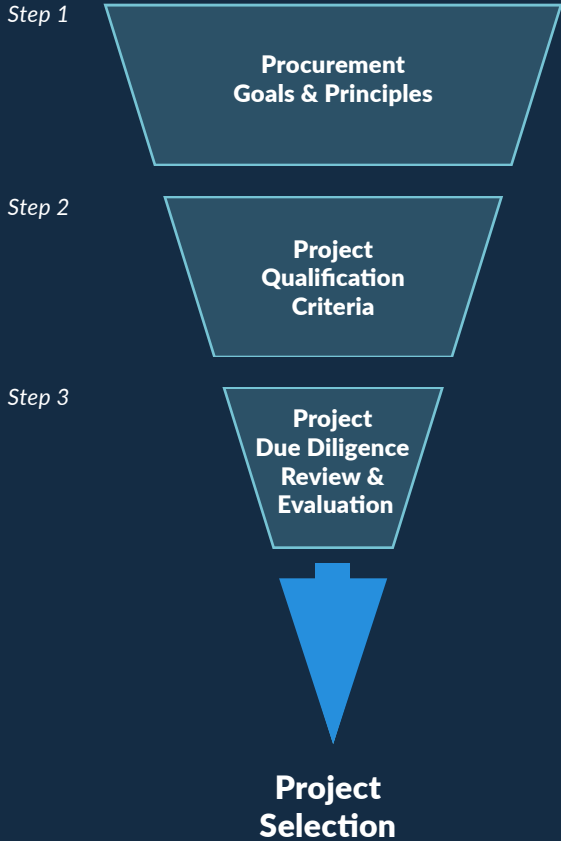 Step 1
Procurement
Goals & Principles
Step 2
Project
Qualification
Criteria
Step 3
Project
Due Diligence
Review &
Evaluation
Project
Selection